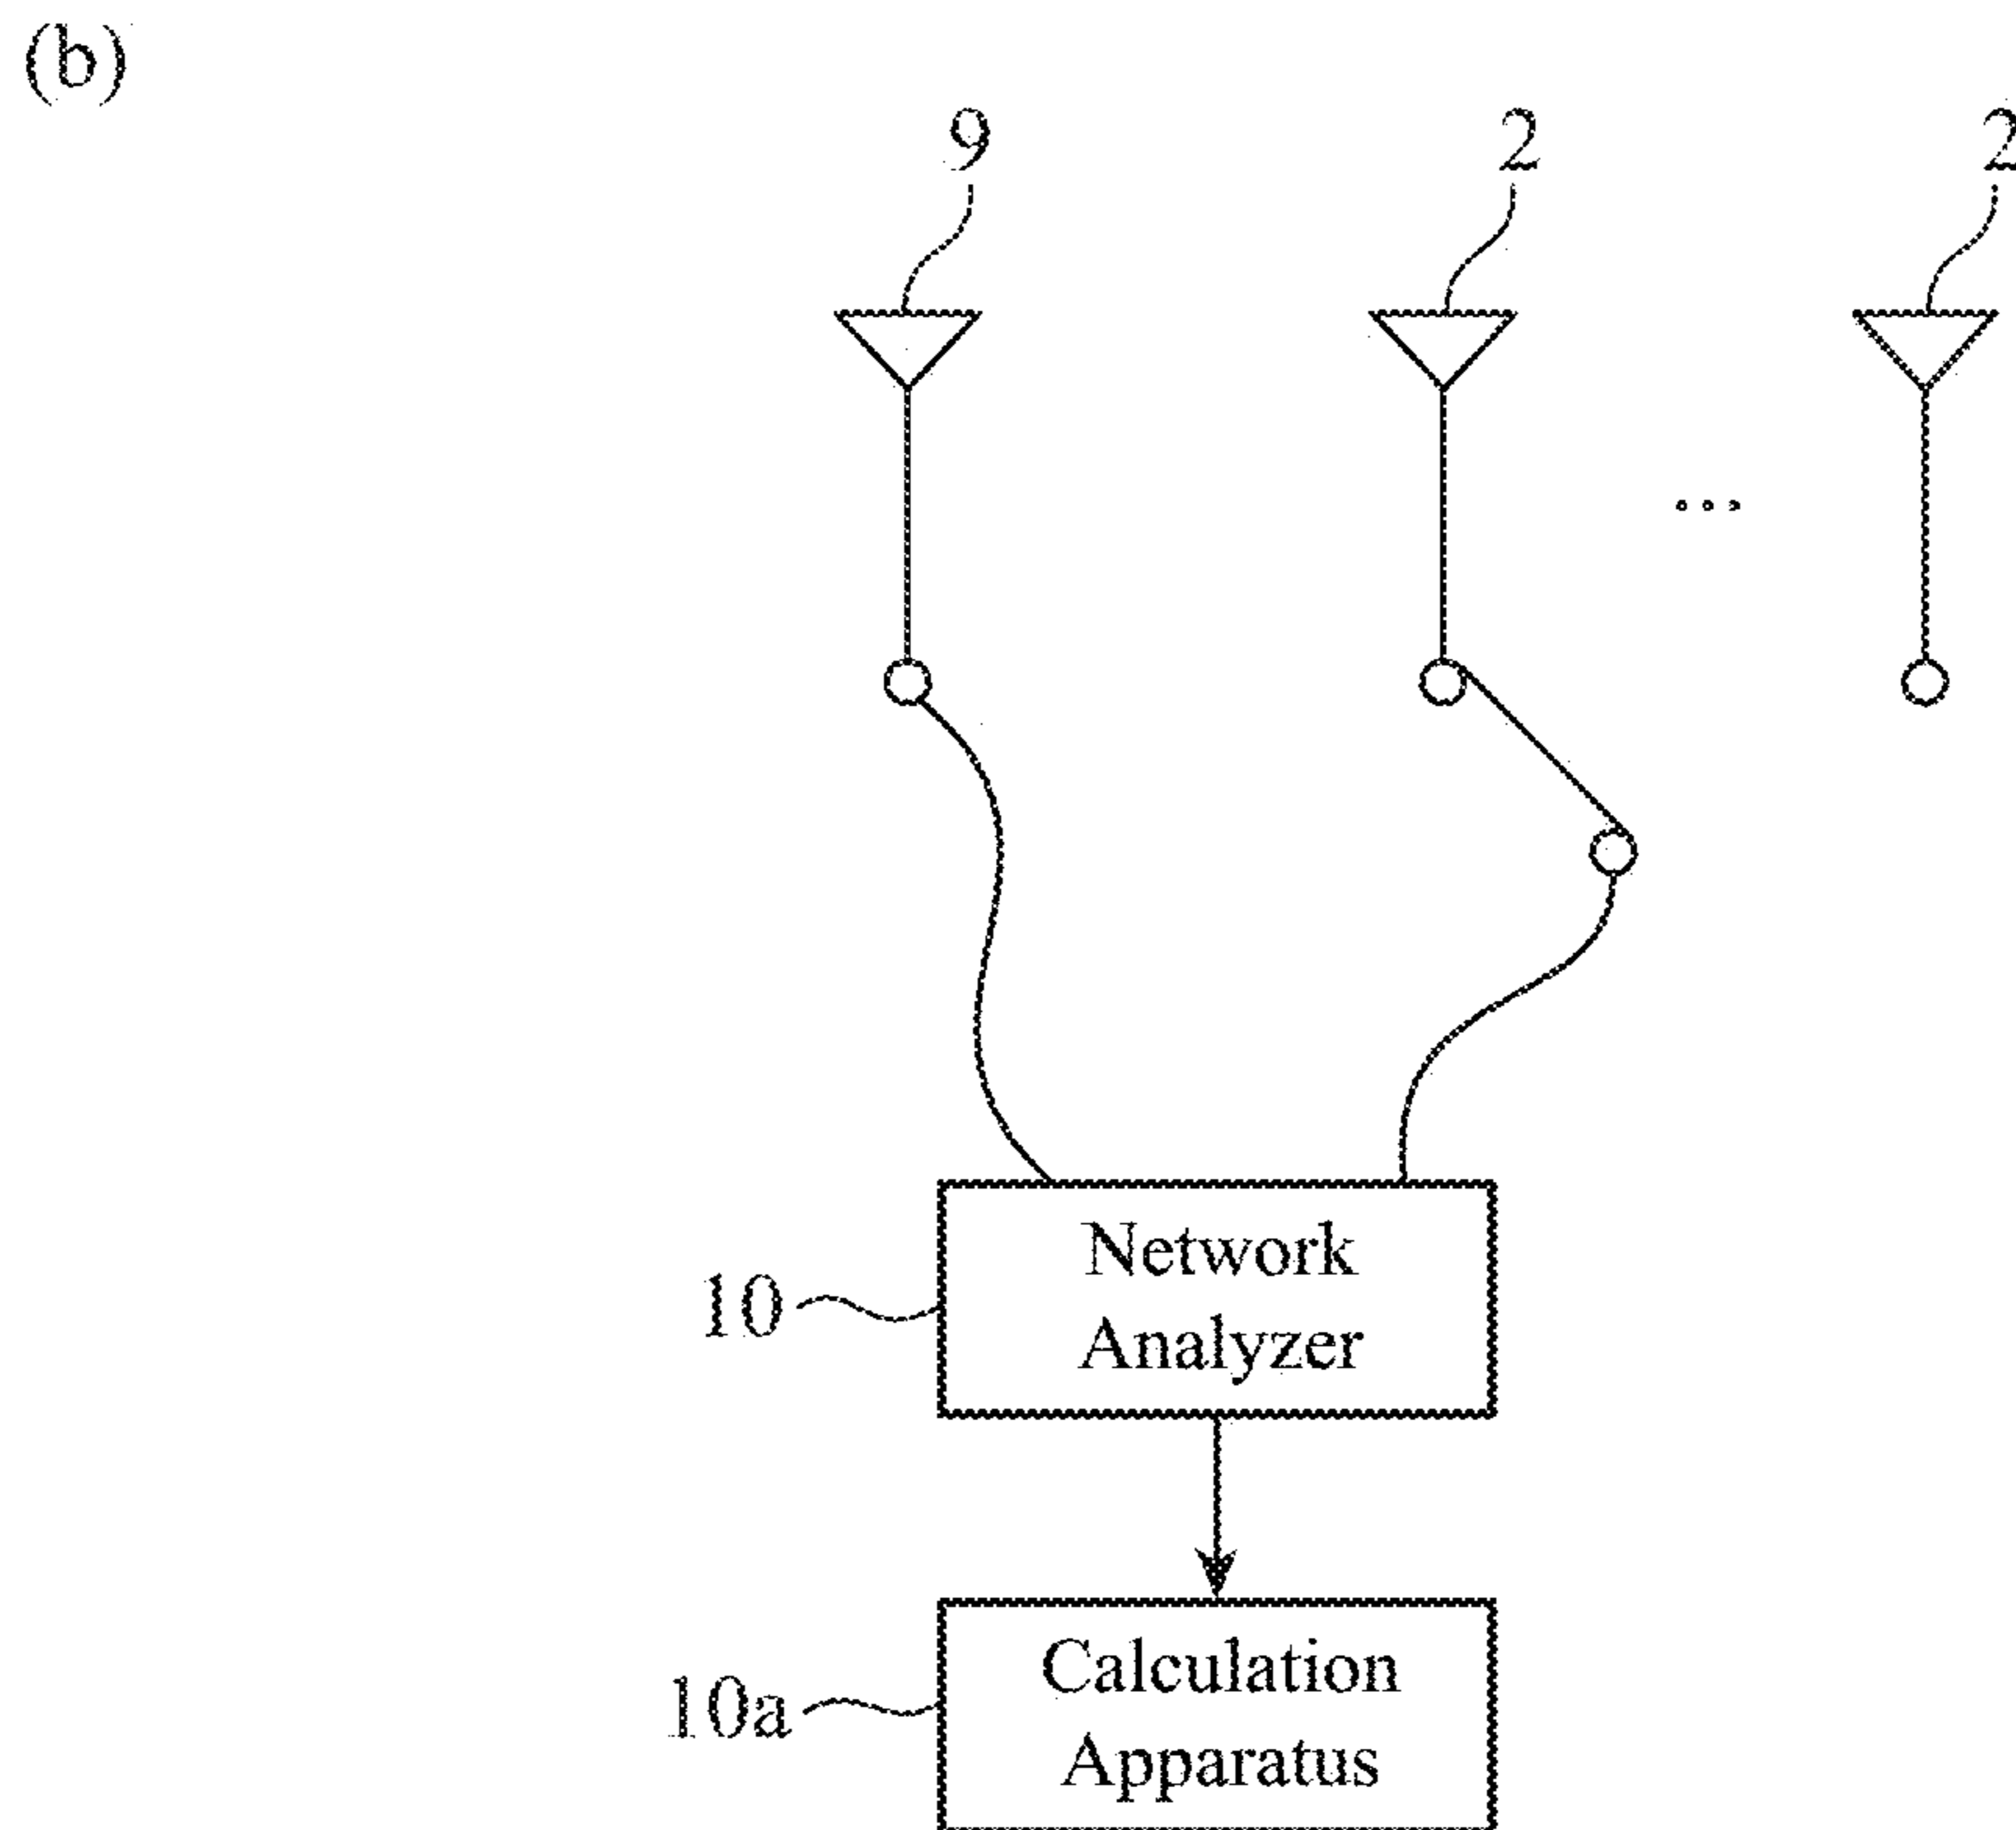 (b)
9 2 2
...
10
Network
Analyzer
10a
Calculation
Apparatus